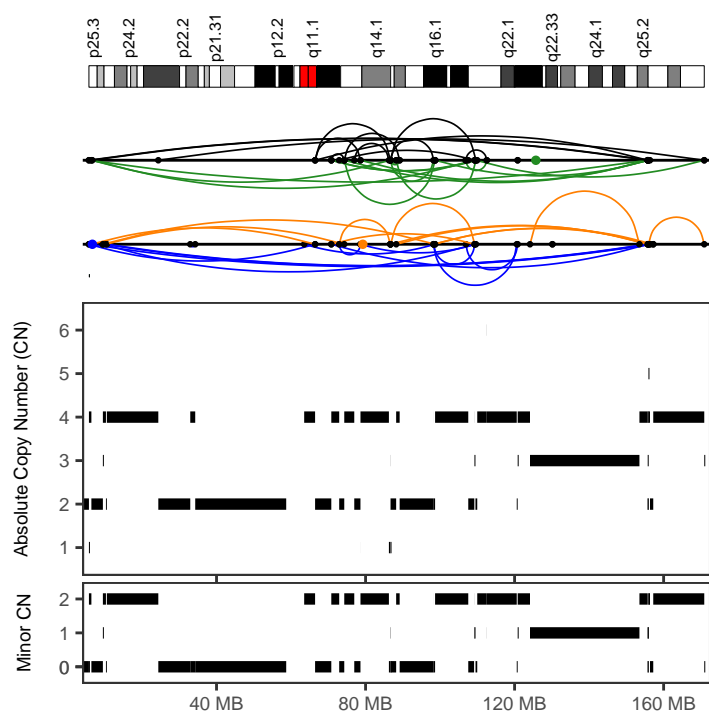 p25.3
p24.2
p22.2
p21.31
p12.2
q11.1
q14.1
q16.1
q22.1
q22.33
q24.1
q25.2
Absolute Copy Number (CN)
6
5
4
3
2
1
Minor CN
2
1
0
40 MB
80 MB
120 MB
160 MB